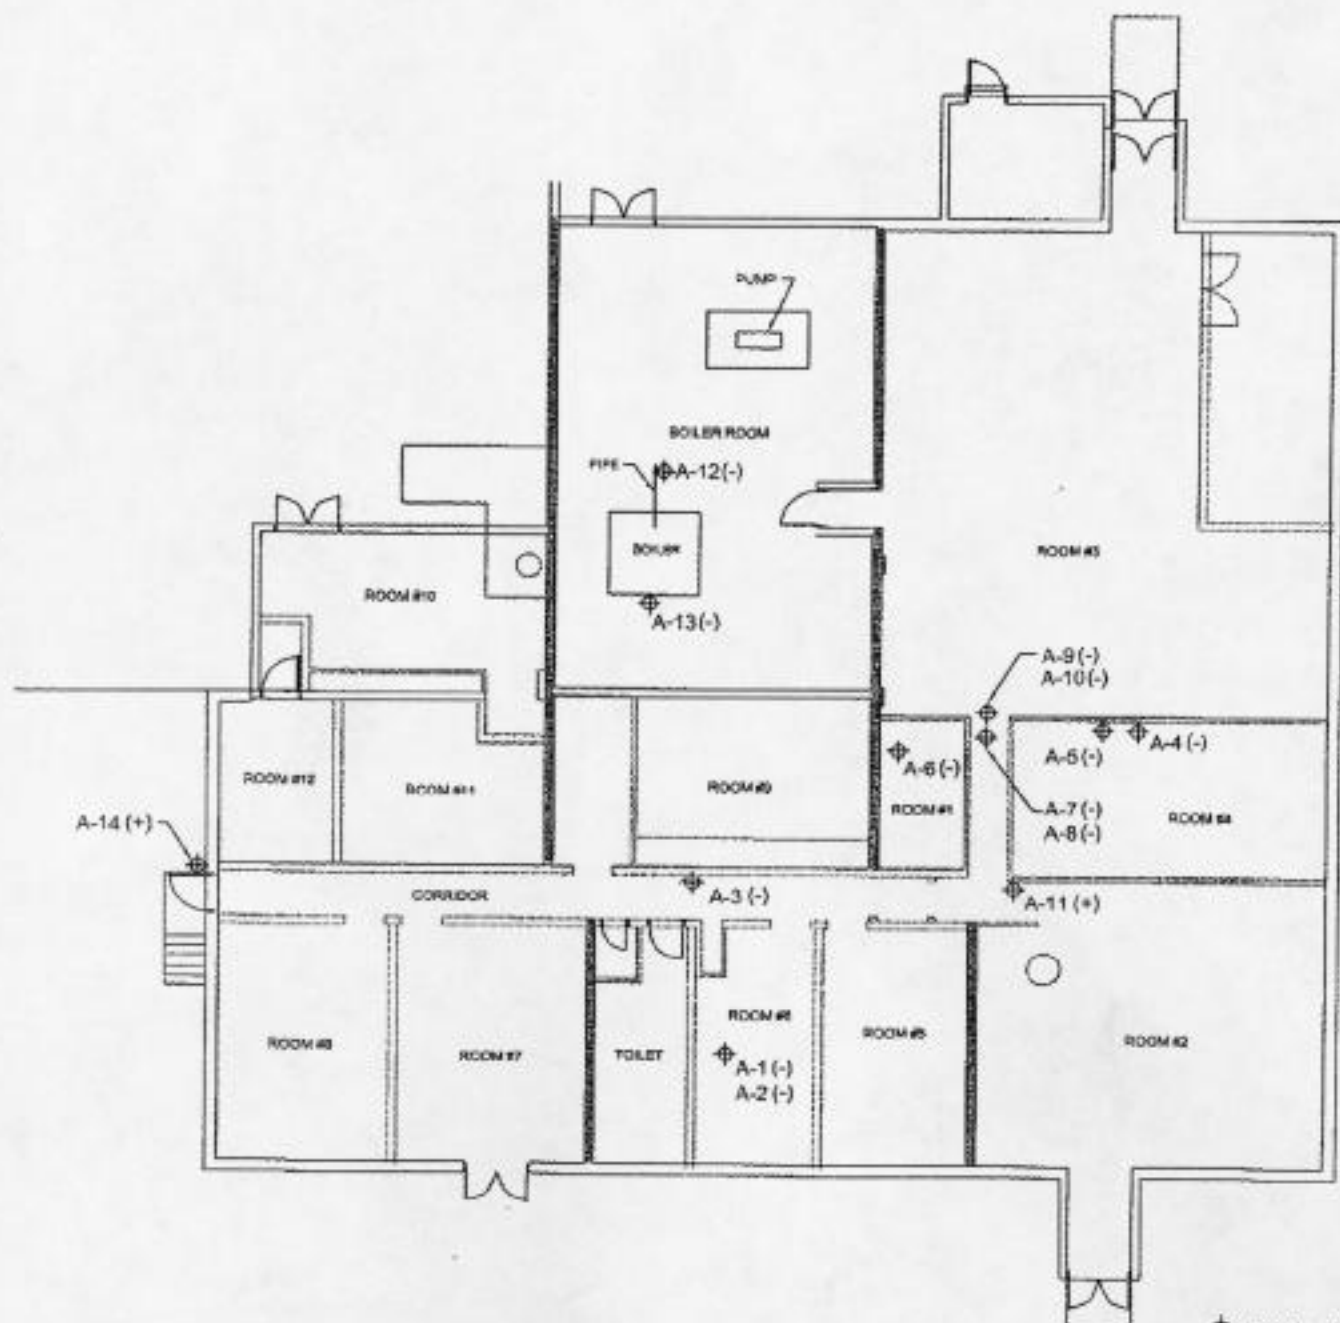 PUMP
BOILER ROOM
PIPE
A-12(-)
BOILER
ROOM #3
ROOM #10
A-13(-)
A-9(-)
A-10(-)
A-5(-)
A-4(-)
A-6(-)
ROOM #12
ROOM #11
ROOM #9
ROOM #1
A-7(-)
A-8(-)
ROOM #4
A-14(+)
CORRIDOR
A-3(-)
A-11(+)
ROOM #8
ROOM #7
TOILET
ROOM #6
ROOM #5
ROOM #2
A-1(-)
A-2(-)